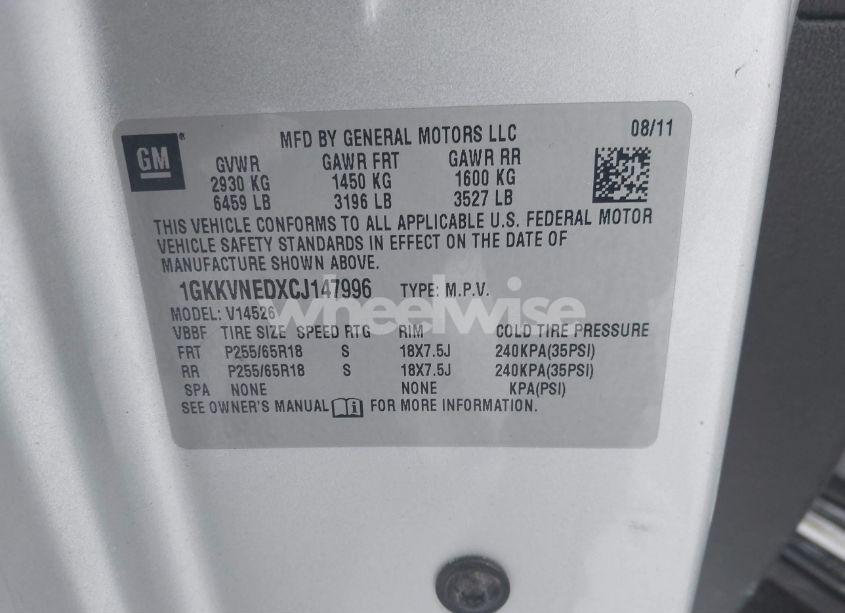 GM
MFD BY GENERAL MOTORS LLC 08/11
GVWR GAWR FRT GAWR RR
2930 KG 1450 KG 1600 KG
6459 LB 3196 LB 3527 LB
THIS VEHICLE CONFORMS TO ALL APPLICABLE U.S. FEDERAL MOTOR
VEHICLE SAFETY STANDARDS IN EFFECT ON THE DATE OF
MANUFACTURE SHOWN ABOVE.
1GKKVNEDXCJ147996 TYPE: M.P.V.
wheelwise
MODEL: V14526
VBBF TIRE SIZE SPEED RTG RIM COLD TIRE PRESSURE
FRT P255/65R18 S 18X7.5J 240KPA(35PSI)
RR P255/65R18 S 18X7.5J 240KPA(35PSI)
SPA NONE NONE KPA(PSI)
SEE OWNER'S MANUAL FOR MORE INFORMATION.